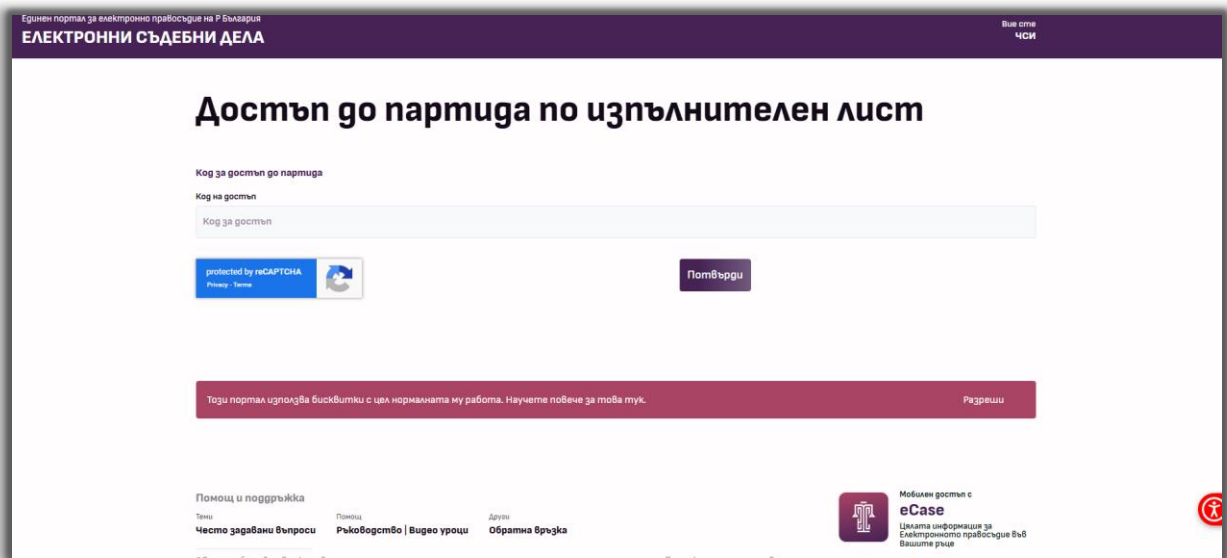 Единен портал за електронно правосъдие на Р България
ЕЛЕКТРОННИ СЪДЕБНИ ДЕЛА
Вие сте
ЧСИ
Достъп до партида по изпълнителен лист
Код за достъп до партида
Код на достъп
Код за достъп
protected by reCAPTCHA
Privacy - Terms
Потвърди
Този портал използва бисквитки с цел нормалната му работа. Научете повече за това тук.
Разреши
Помощ и поддръжка
Теми
Често задавани въпроси
Помощ
Ръководство | Видео уроци
Други
Обратна връзка
Мобилен достъп с
eCase
Цялата информация за
Електронното правосъдие във
Вашите ръце